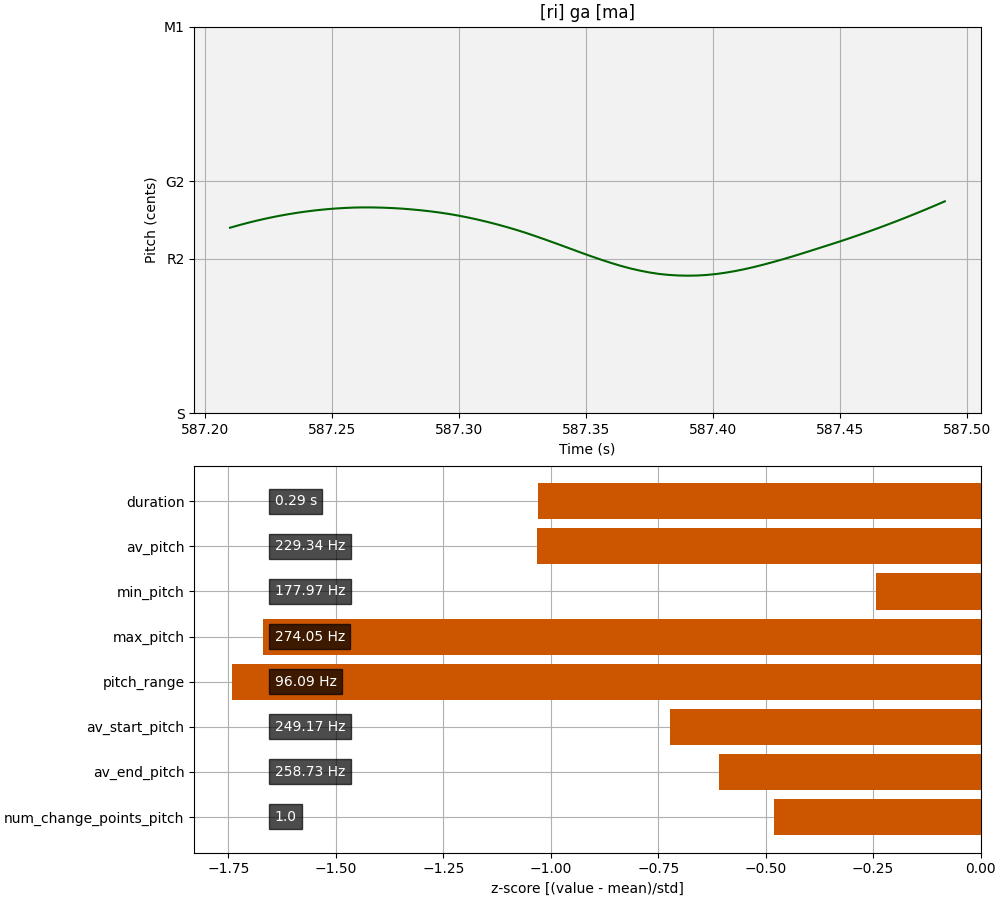 [ri] ga [ma]
M1
G2
R2
S
Pitch (cents)
587.20 587.25 587.30 587.35 587.40 587.45 587.50
Time (s)
duration 0.29 s
av_pitch 229.34 Hz
min_pitch 177.97 Hz
max_pitch 274.05 Hz
pitch_range 96.09 Hz
av_start_pitch 249.17 Hz
av_end_pitch 258.73 Hz
num_change_points_pitch 1.0
−1.75 −1.50 −1.25 −1.00 −0.75 −0.50 −0.25 0.00
z-score [(value - mean)/std]